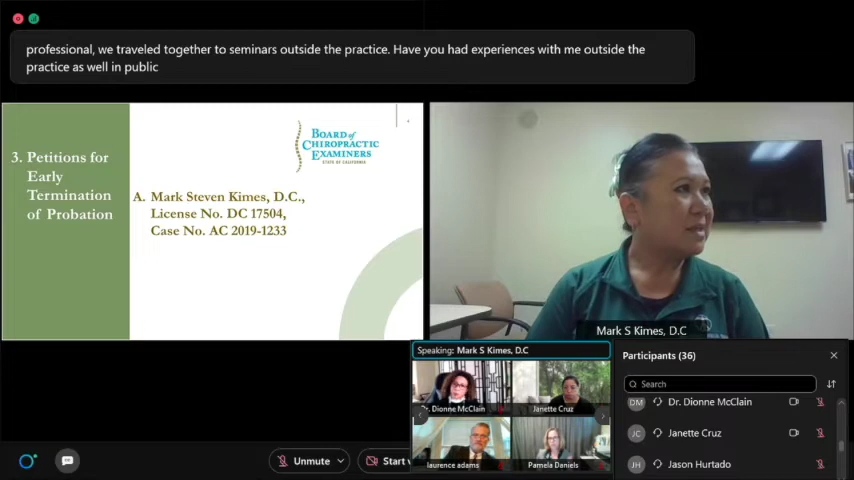 professional, we traveled together to seminars outside the practice. Have you had experiences with me outside the
practice as well in public
3. Petitions for
Early
Termination
of Probation
BOARD of
CHIROPRACTIC
EXAMINERS
STATE OF CALIFORNIA
A. Mark Steven Kimes, D.C.,
License No. DC 17504,
Case No. AC 2019-1233
Mark S Kimes, D.C
Speaking: Mark S Kimes, D.C
Dr. Dionne McClain
Janette Cruz
laurence adams
Pamela Daniels
Participants (36)
Search
DM Dr. Dionne McClain
JC Janette Cruz
JH Jason Hurtado
Unmute
Start v